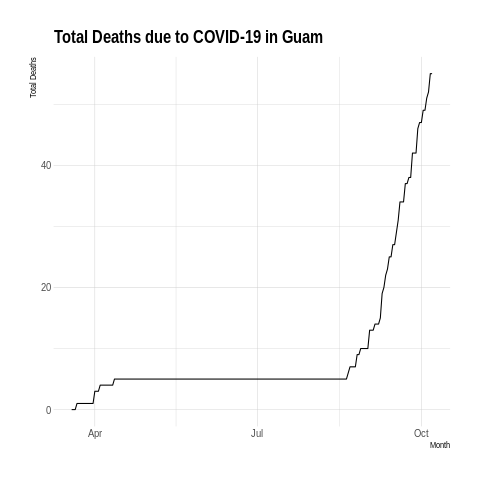 Total Deaths due to COVID-19 in Guam
Total Deaths
40
20
0
Apr
Jul
Oct
Month